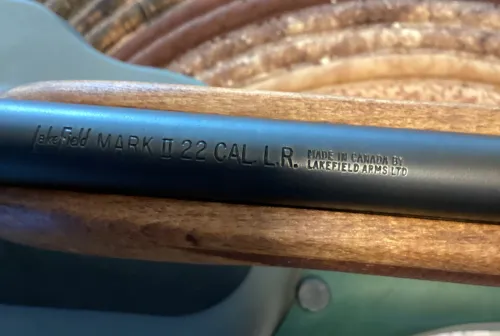 Lakefield MARK II 22 CAL. L.R. MADE IN CANADA BY
LAKEFIELD ARMS LTD